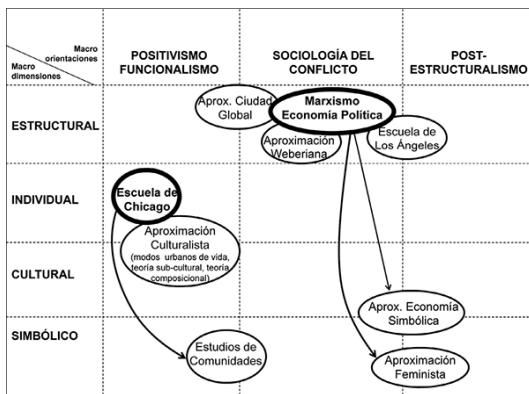 Macro
orientaciones
Macro
dimensiones
POSITIVISMO
FUNCIONALISMO
SOCIOLOGÍA DEL
CONFLICTO
POST-
ESTRUCTURALISMO
ESTRUCTURAL
Aprox. Ciudad
Global
Marxismo
Economía Política
Aproximación
Weberiana
Escuela de
Los Ángeles
INDIVIDUAL
Escuela de
Chicago
Aproximación
Culturalista
(modos urbanos de vida,
teoría sub-cultural, teoría
composicional)
CULTURAL
Aprox. Economía
Simbólica
SIMBÓLICO
Estudios de
Comunidades
Aproximación
Feminista